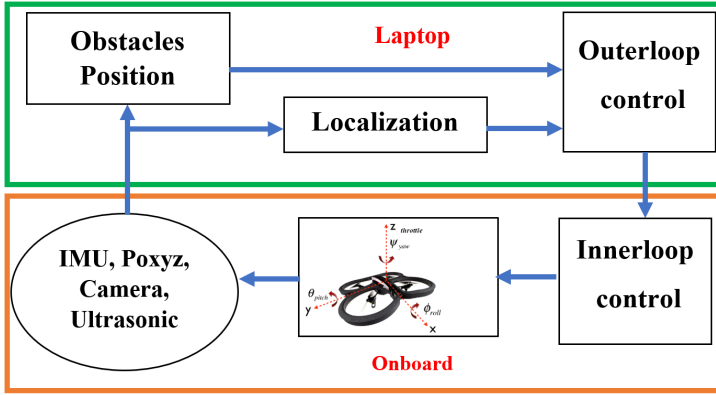 Obstacles
Position
Laptop
Outerloop
control
Localization
IMU, Poxyz,
Camera,
Ultrasonic
z throttle
ψ yaw
θ pitch
y
ϕ roll
x
Innerloop
control
Onboard